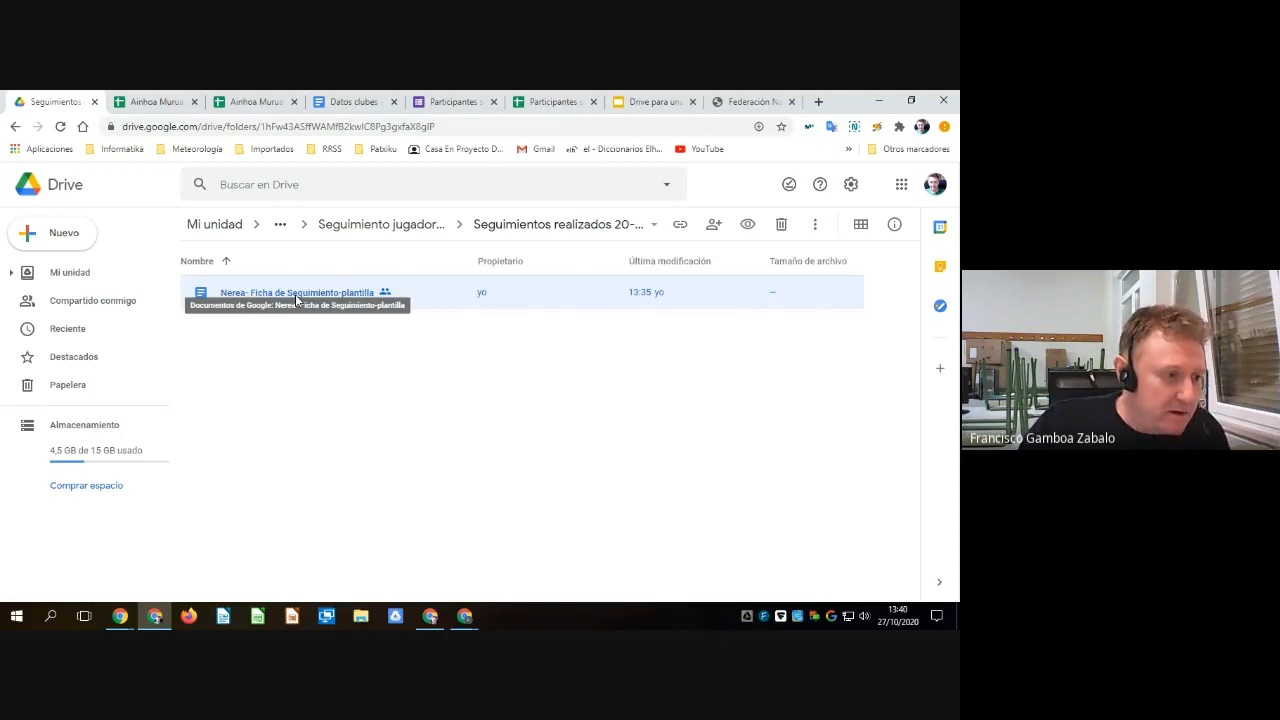 Seguimientos
Ainhoa Murua
Ainhoa Murua
Datos clubes -
Participantes s
Participantes s
Drive para una
Federación Na
drive.google.com/drive/folders/1hFw43ASffWAMfB2kwIC8Pg3gxfaX8gIP
Aplicaciones
Informatika
Meteorología
Importados
RRSS
Patxiku
Casa En Proyecto D...
Gmail
el - Diccionarios Elh...
YouTube
»
Otros marcadores
Drive
Buscar en Drive
Nuevo
Mi unidad
...
Seguimiento jugador...
Seguimientos realizados 20-...
Nombre
Propietario
Última modificación
Tamaño de archivo
Mi unidad
Nerea- Ficha de Seguimiento-plantilla
yo
13:35 yo
—
Documentos de Google: Nerea- Ficha de Seguimiento-plantilla
Compartido conmigo
Reciente
Destacados
Papelera
Almacenamiento
4,5 GB de 15 GB usado
Comprar espacio
Francisco Gamboa Zabalo
13:40
27/10/2020